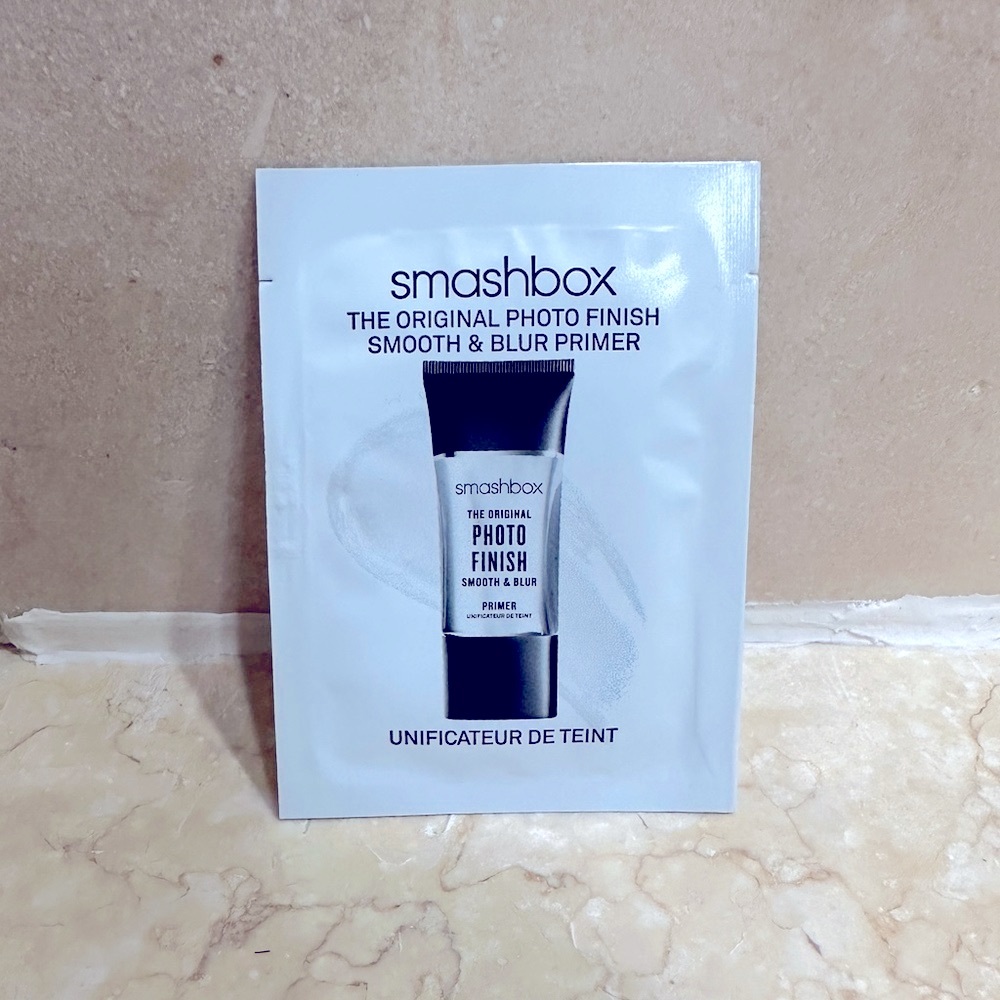 smashbox
THE ORIGINAL PHOTO FINISH
SMOOTH & BLUR PRIMER
smashbox
THE ORIGINAL
PHOTO
FINISH
SMOOTH & BLUR
PRIMER
UNIFICATEUR DE TEINT
UNIFICATEUR DE TEINT